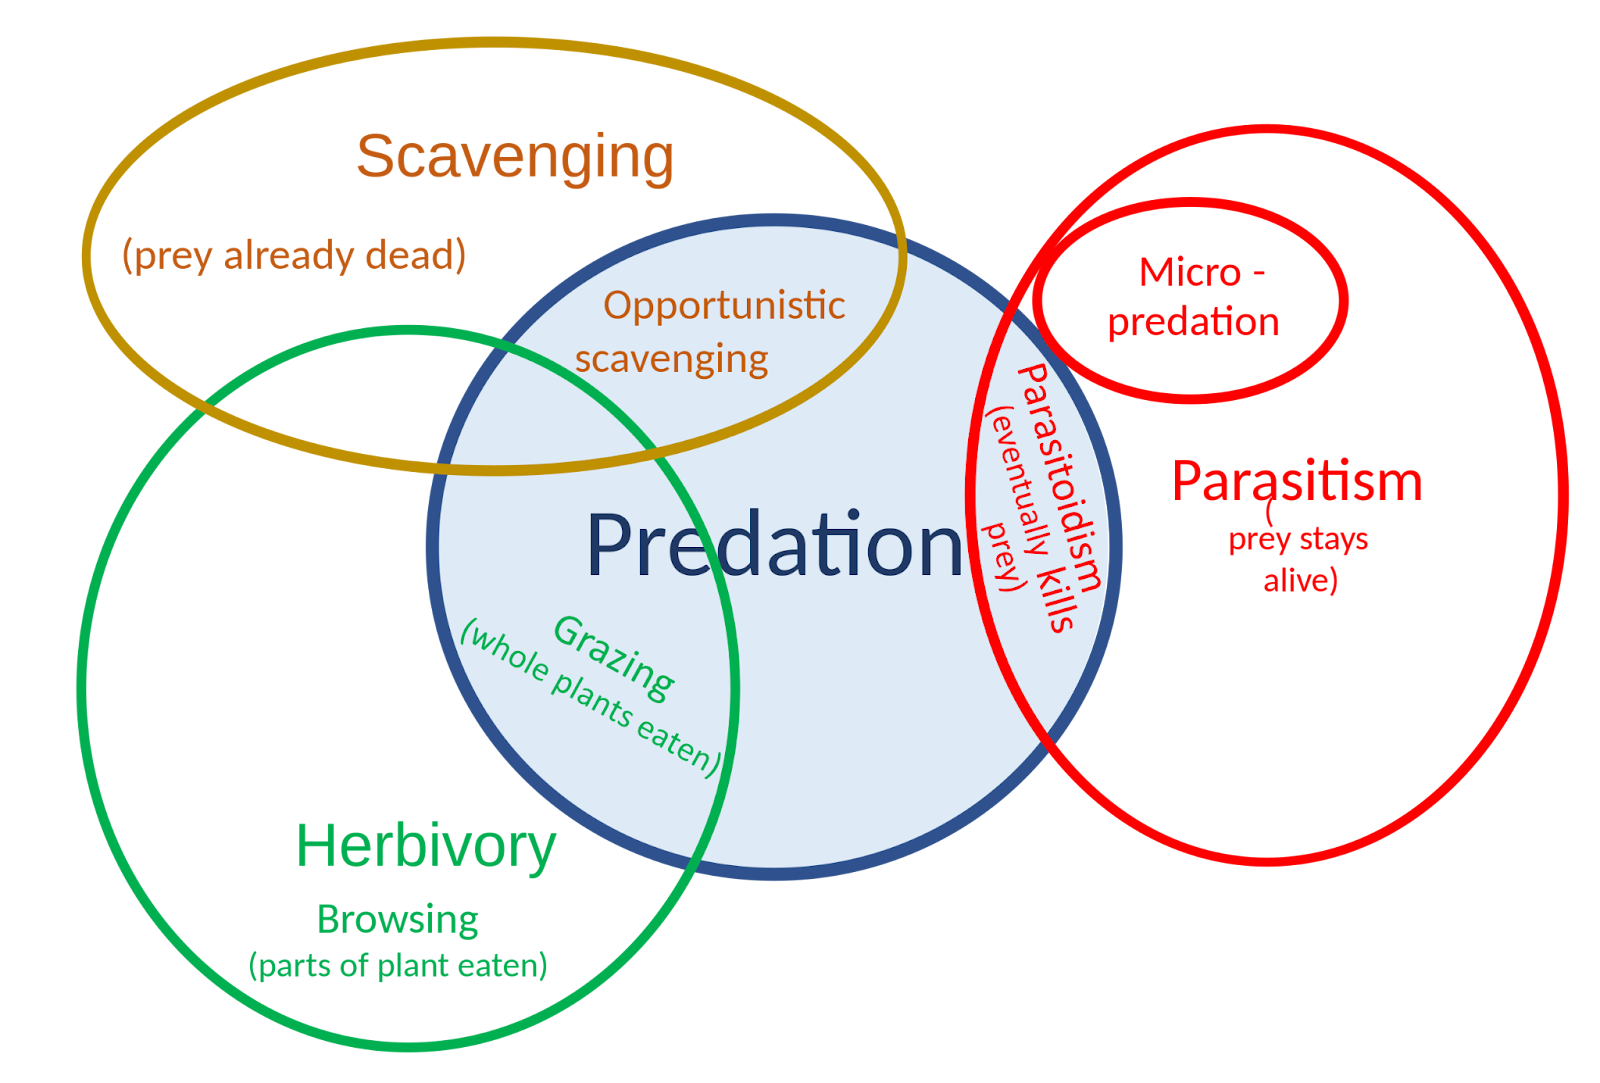 Scavenging
(prey already dead)
Opportunistic
scavenging
Micro -
predation
Parasitoidism
(eventually kills
prey)
Parasitism
(
prey stays
alive)
Predation
Grazing
(whole plants eaten)
Herbivory
Browsing
(parts of plant eaten)